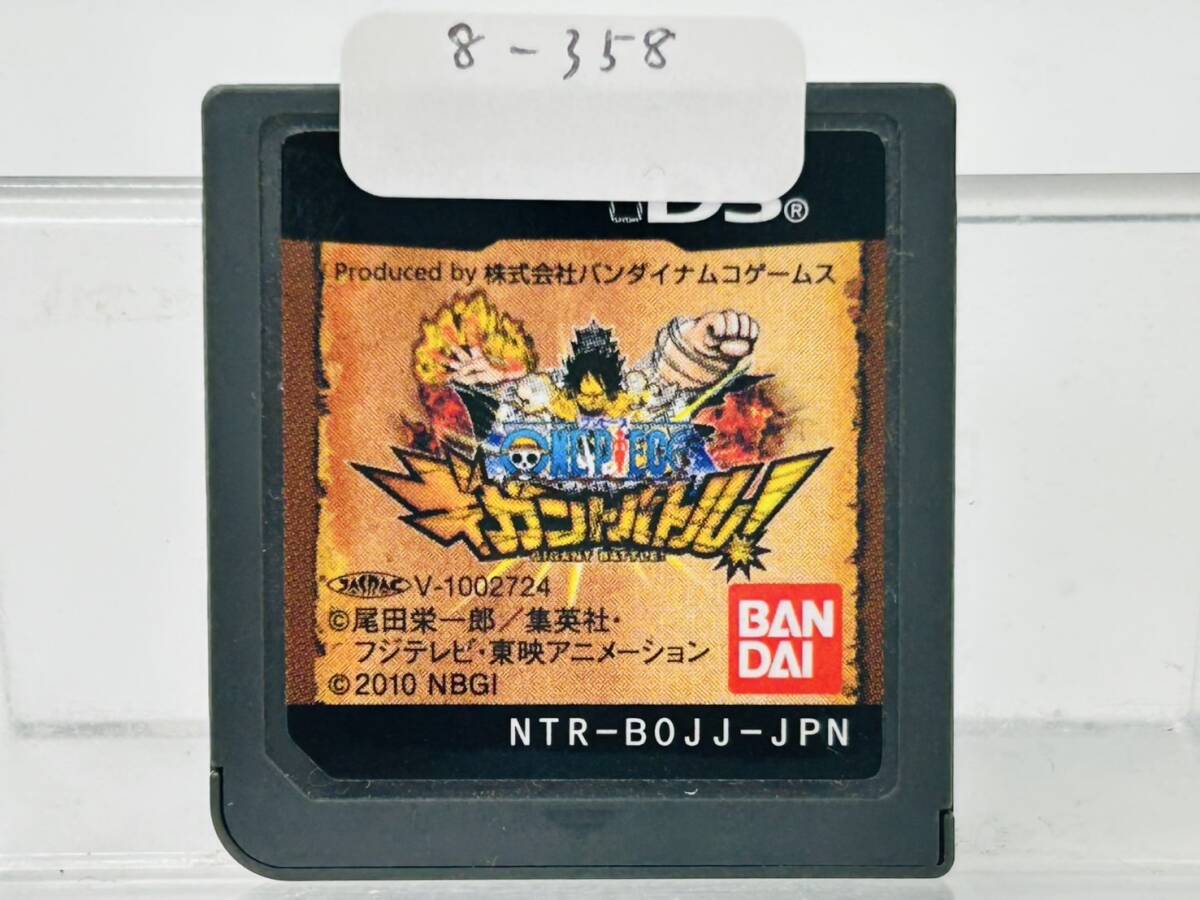 8-358
DS®
Produced by 株式会社バンダイナムコゲームス
ONE PIECE
ギガントバトル!
GIGANT BATTLE!
JASRAC V-1002724
©尾田栄一郎／集英社・
フジテレビ・東映アニメーション
©2010 NBGI
BAN
DAI
NTR-BOJJ-JPN